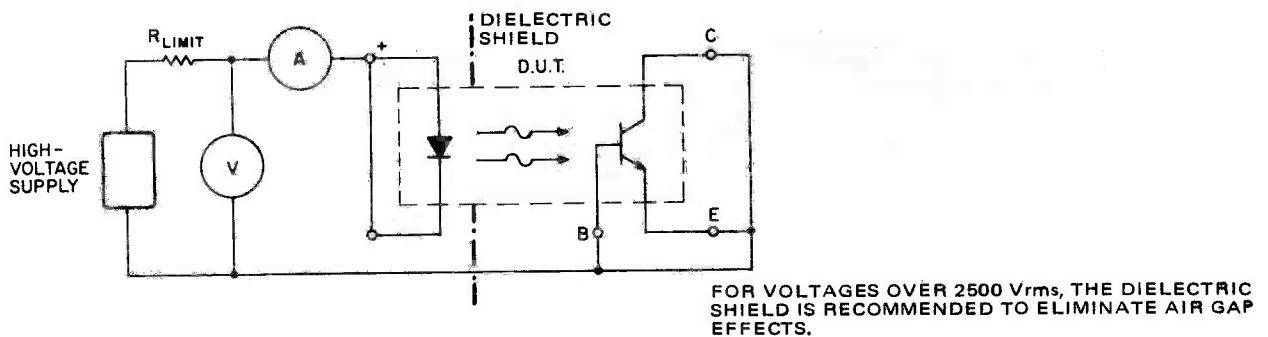 DIELECTRIC
SHIELD
D.U.T.
RLIMIT
A
+
C
HIGH-
VOLTAGE
SUPPLY
V
B
E
FOR VOLTAGES OVER 2500 Vrms, THE DIELECTRIC
SHIELD IS RECOMMENDED TO ELIMINATE AIR GAP
EFFECTS.